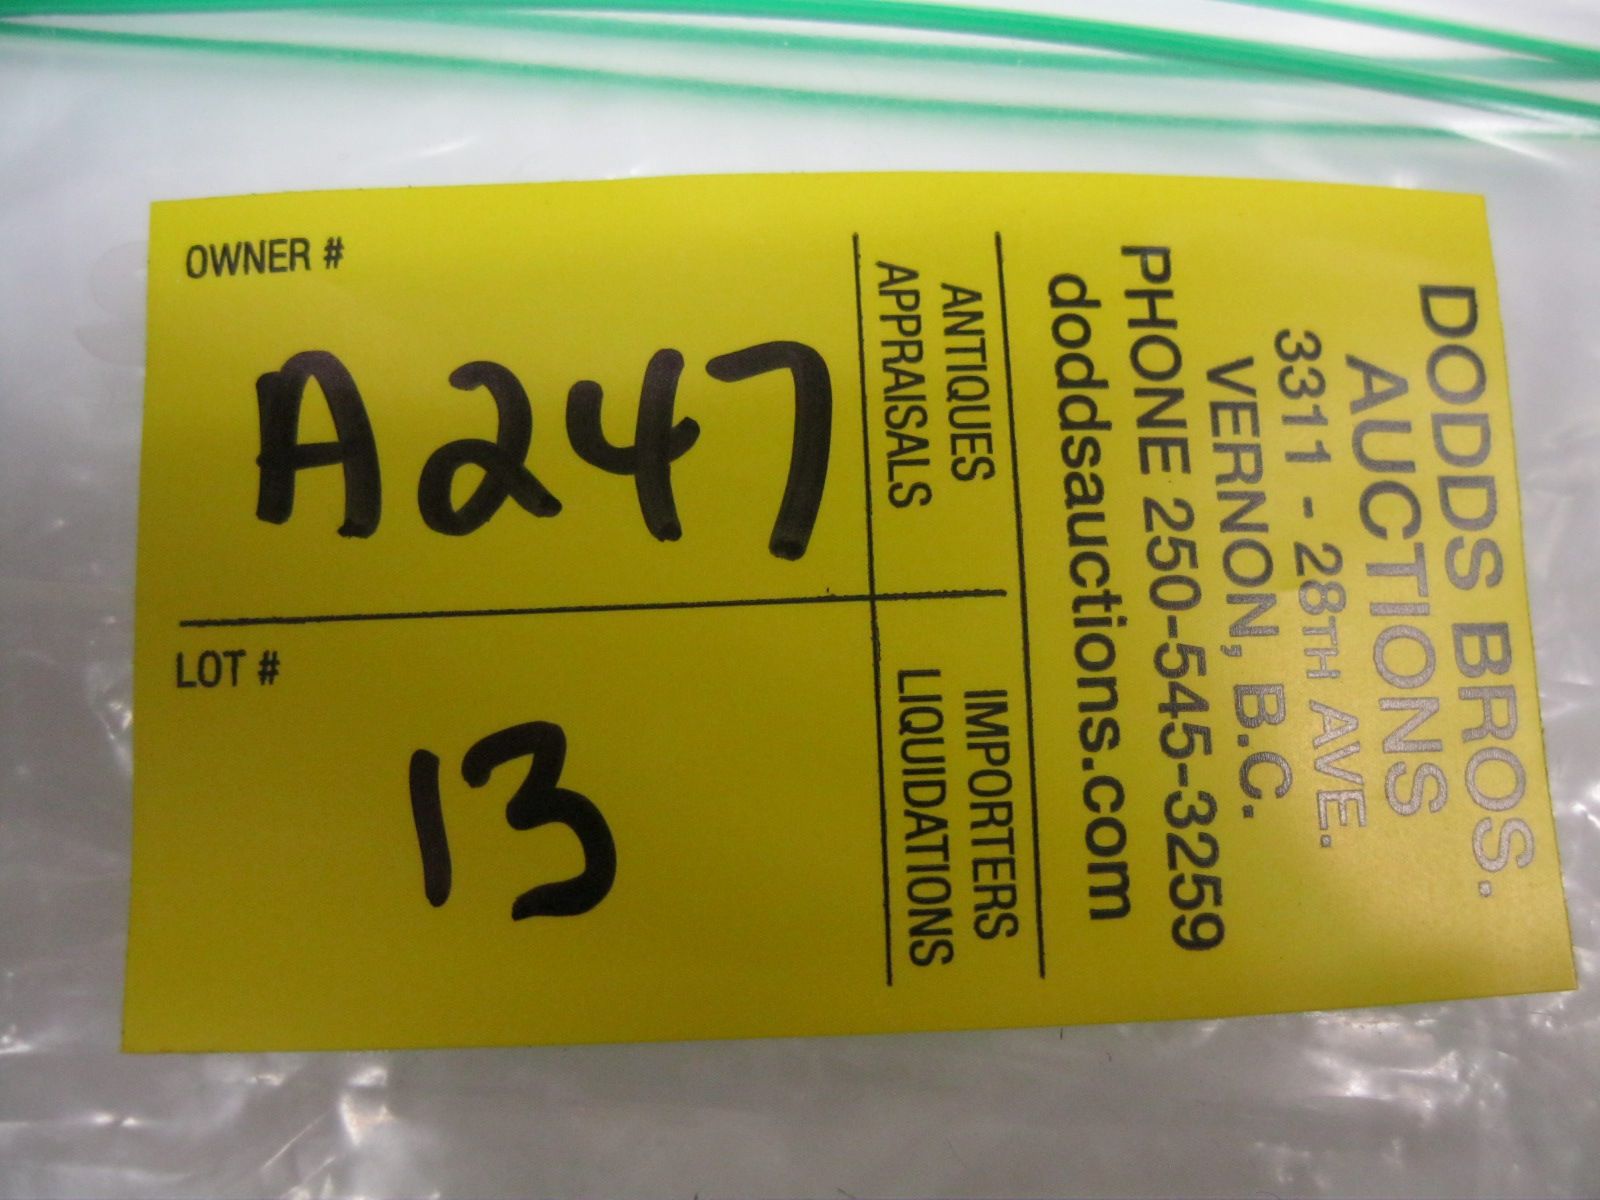 DODDS BROS.
AUCTIONS
3311 - 28TH AVE.
VERNON, B.C.
PHONE 250-545-3259
doddsauctions.com
ANTIQUES
APPRAISALS
IMPORTERS
LIQUIDATIONS
OWNER #
A247
LOT #
13